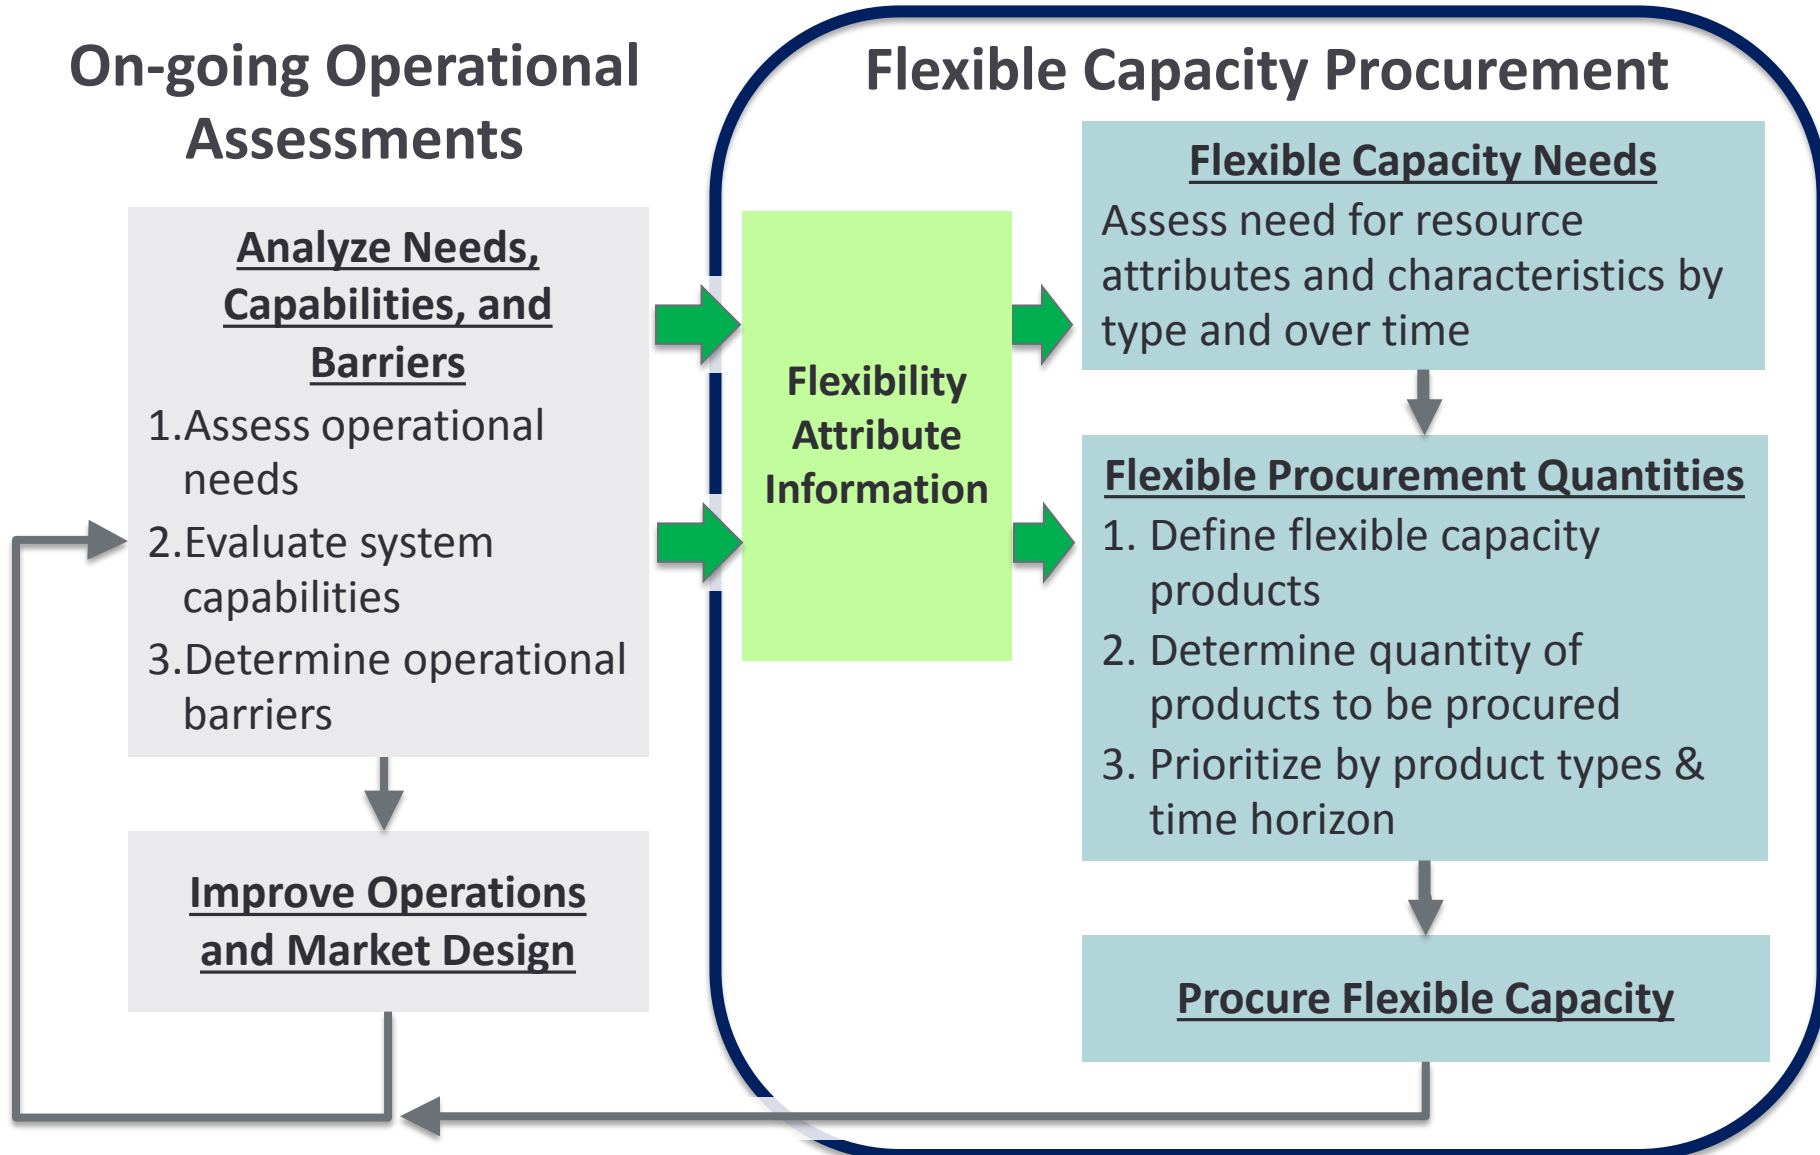 On-going Operational
Assessments
Analyze Needs,
Capabilities, and
Barriers
1.Assess operational
needs
2.Evaluate system
capabilities
3.Determine operational
barriers
Improve Operations
and Market Design
Flexible Capacity Procurement
Flexibility
Attribute
Information
Flexible Capacity Needs
Assess need for resource
attributes and characteristics by
type and over time
Flexible Procurement Quantities
1. Define flexible capacity
products
2. Determine quantity of
products to be procured
3. Prioritize by product types &
time horizon
Procure Flexible Capacity